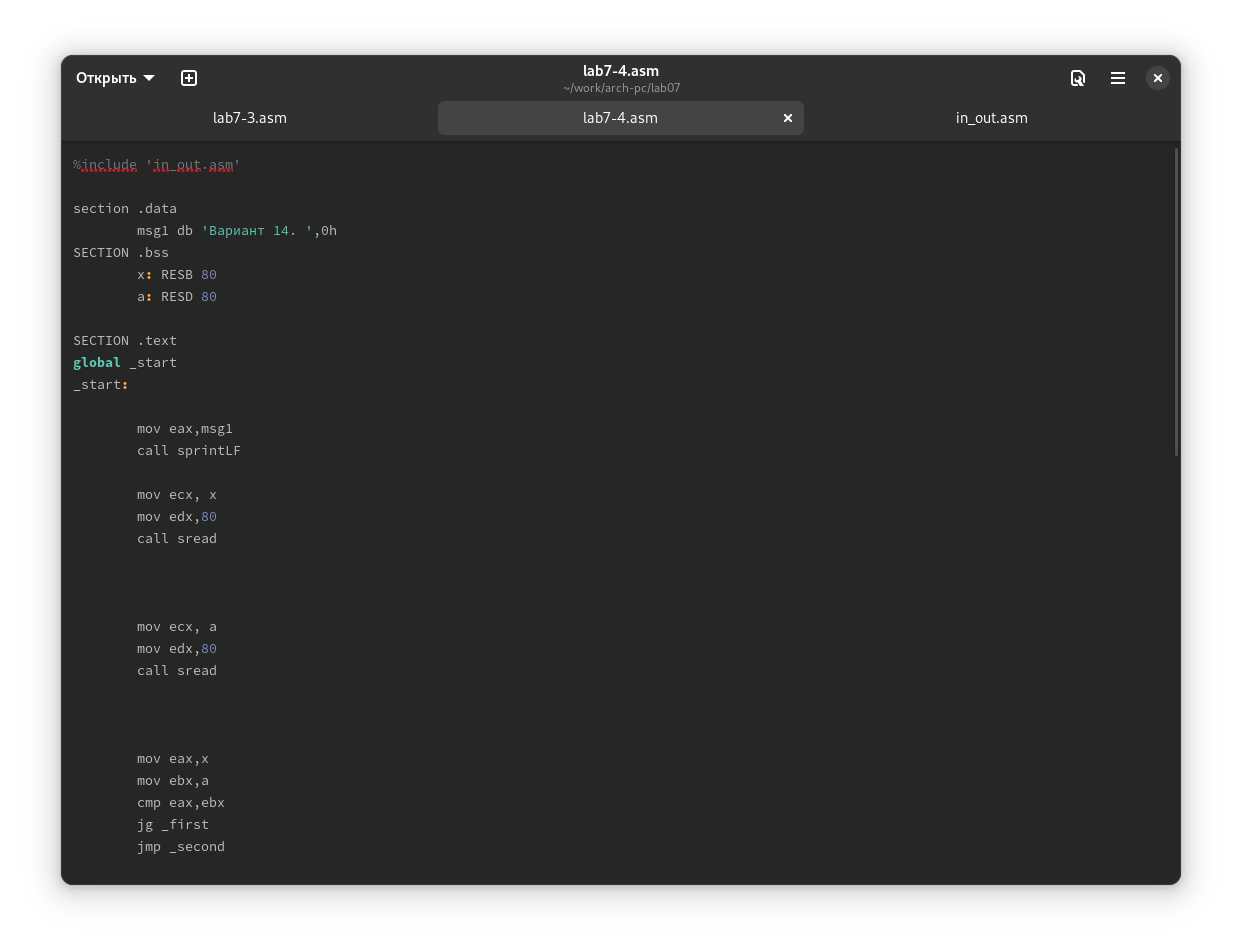 Открыть
lab7-4.asm
~/work/arch-pc/lab07
lab7-3.asm
lab7-4.asm
in_out.asm
%include 'in_out.asm'
section .data
msg1 db 'Вариант 14. ',0h
SECTION .bss
x: RESB 80
a: RESD 80
SECTION .text
global _start
_start:
mov eax,msg1
call sprintLF
mov ecx, x
mov edx,80
call sread
mov ecx, a
mov edx,80
call sread
mov eax,x
mov ebx,a
cmp eax,ebx
jg _first
jmp _second